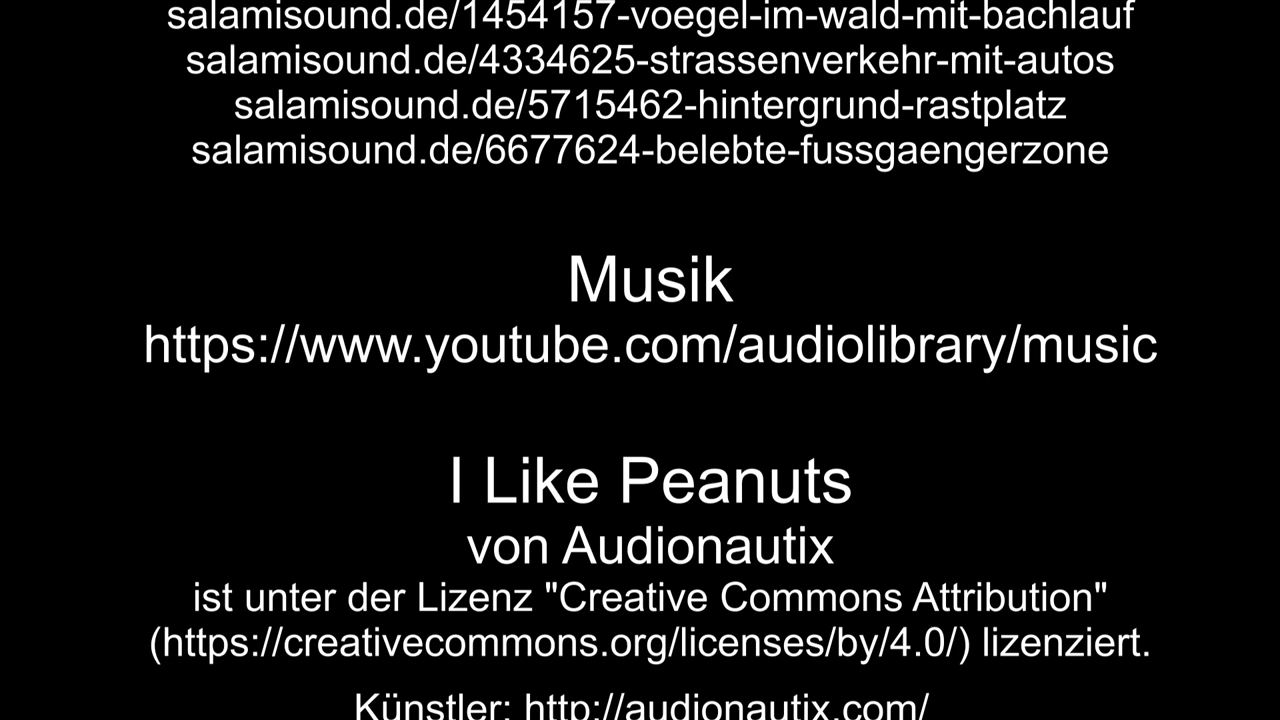 salamisound.de/1454157-voegel-im-wald-mit-bachlauf
salamisound.de/4334625-strassenverkehr-mit-autos
salamisound.de/5715462-hintergrund-rastplatz
salamisound.de/6677624-belebte-fussgaengerzone
Musik
https://www.youtube.com/audiolibrary/music
I Like Peanuts
von Audionautix
ist unter der Lizenz "Creative Commons Attribution"
(https://creativecommons.org/licenses/by/4.0/) lizenziert.
Künstler: http://audionautix.com/